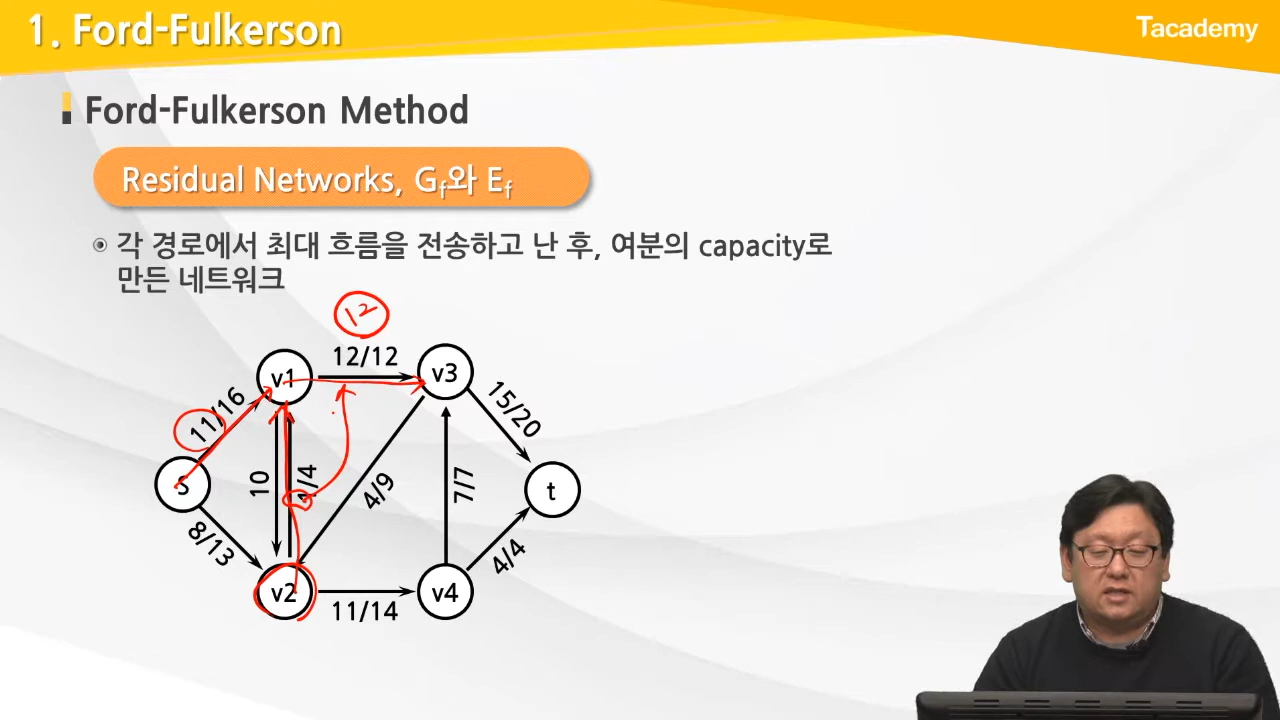 1. Ford-Fulkerson
Tacademy
Ford-Fulkerson Method
Residual Networks, Gf와 Ef
각 경로에서 최대 흐름을 전송하고 난 후, 여분의 capacity로
만든 네트워크
12
12/12
v1
v3
11/16
15/20
10
1/4
4/9
7/7
S
t
8/13
4/4
v2
v4
11/14